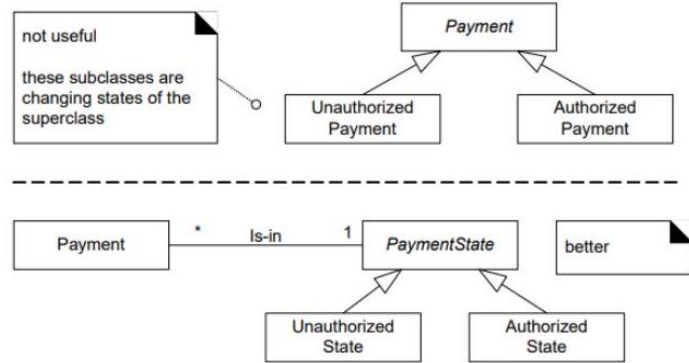 not useful
these subclasses are
changing states of the
superclass
Payment
Unauthorized
Payment
Authorized
Payment
Payment
*
Is-in
1
PaymentState
better
Unauthorized
State
Authorized
State